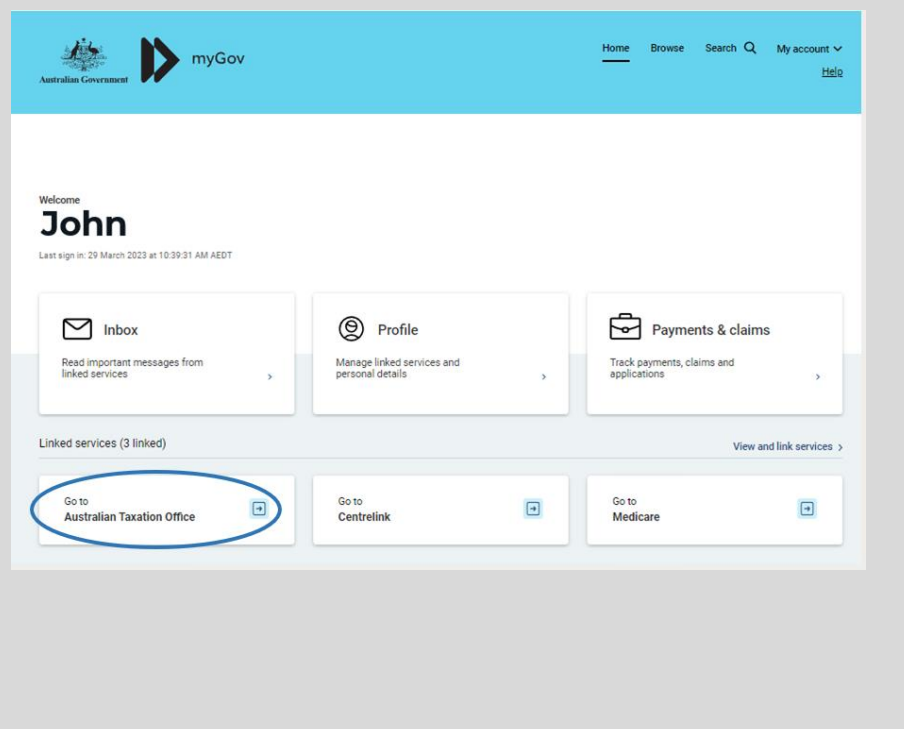 Australian Government
myGov
Home Browse Search My account
Help
Welcome
John
Last sign in: 29 March 2023 at 10:39:31 AM AEDT
Inbox
Read important messages from
linked services
Profile
Manage linked services and
personal details
Payments & claims
Track payments, claims and
applications
Linked services (3 linked)
View and link services
Go to
Australian Taxation Office
Go to
Centrelink
Go to
Medicare